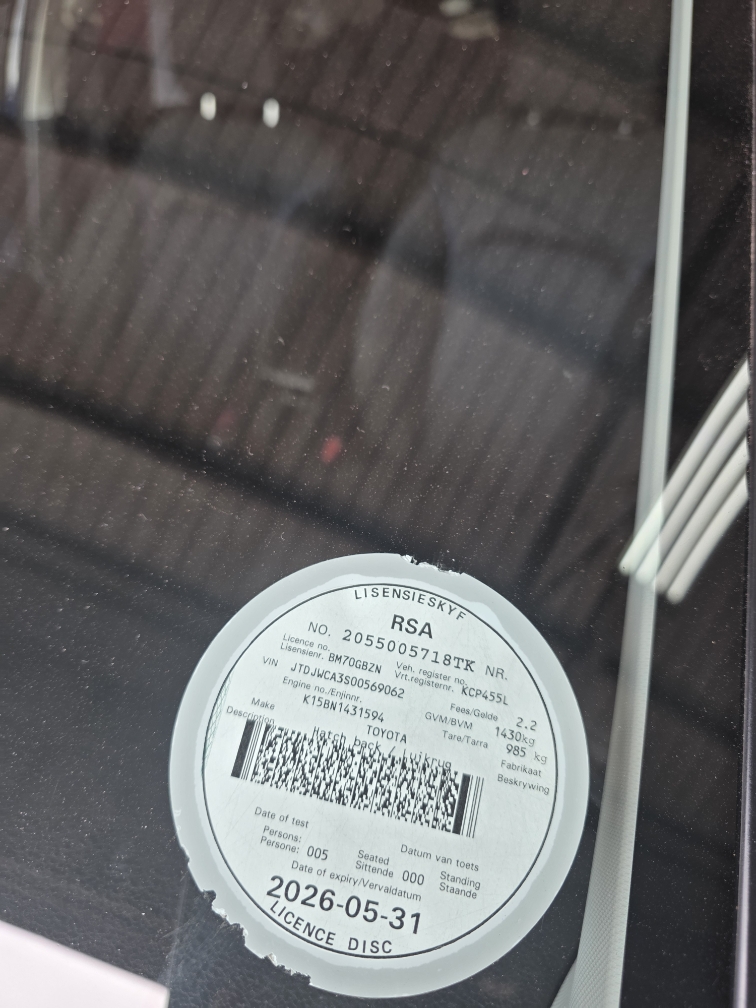 LISENSIESKYF
RSA
NO. 2055005718TK NR.
Licence no. Veh. register no.
Lisensienr. BM70GBZN Vrt.registernr. KCP455L
VIN JTDJWCA3S00569062 Fees/Gelde 2.2
Engine no./Enjinnr. GVM/BVM 1430kg
K15BN1431594 Tare/Tarra 985 kg
Make TOYOTA Fabrikaat
Description Hatch back / Luikrug Beskrywing
Date of test Datum van toets
Persons: Seated Standing
Persone: 005 Sittende 000 Staande
Date of expiry/Vervaldatum
2026-05-31
LICENCE DISC